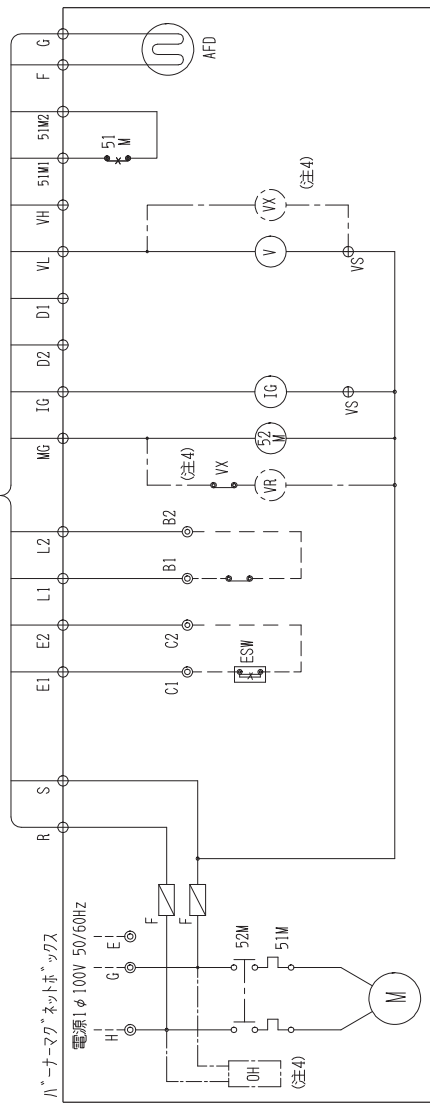 バーナーマグネットボックス
電源1φ100V 50/60Hz
H
G
E
F
F
52M
51M
M
OH
(注4)
R
S
E1
E2
L1
L2
MG
IG
D2
D1
VL
VH
51M1
51M2
F
G
C1
C2
B1
B2
ESW
(注4)
VX
VR
52
M
IG
VS
V
VX
(注4)
VS
51
M
AFD